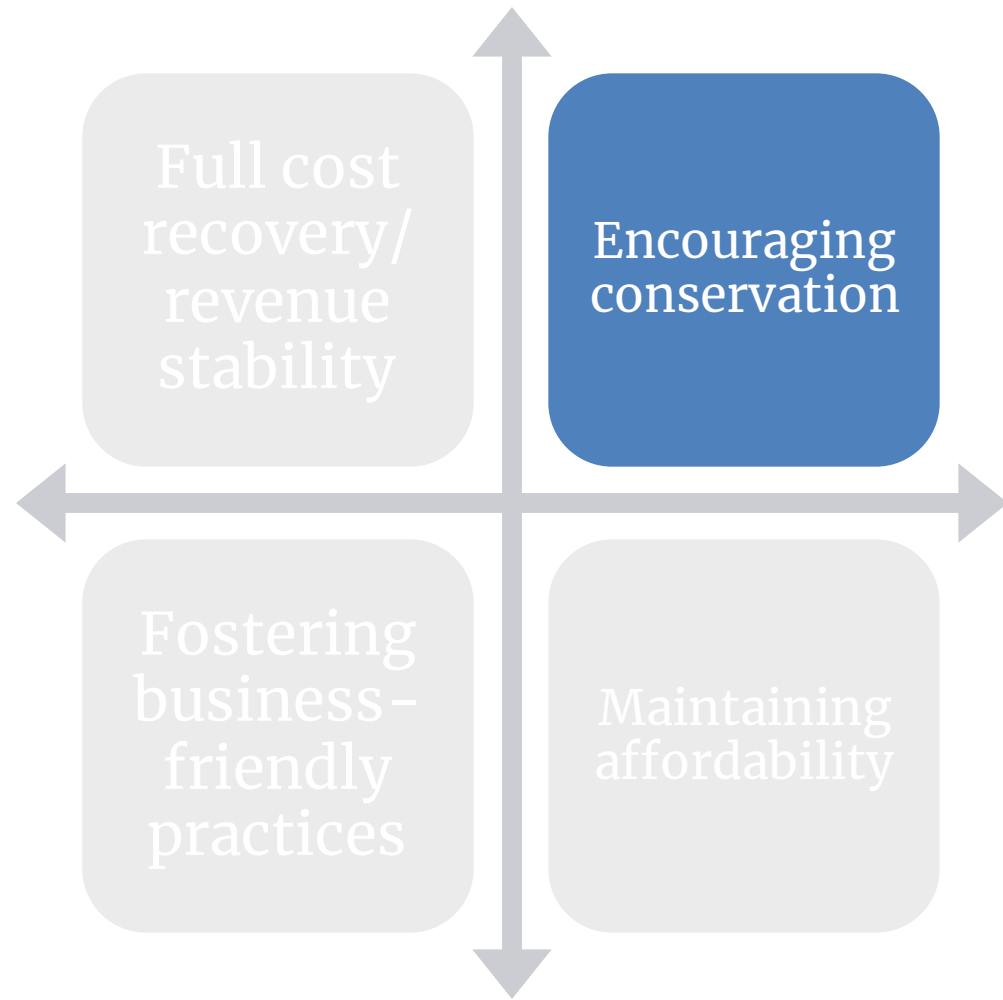 Full cost
recovery/
revenue
stability
Encouraging
conservation
Fostering
business-
friendly
practices
Maintaining
affordability